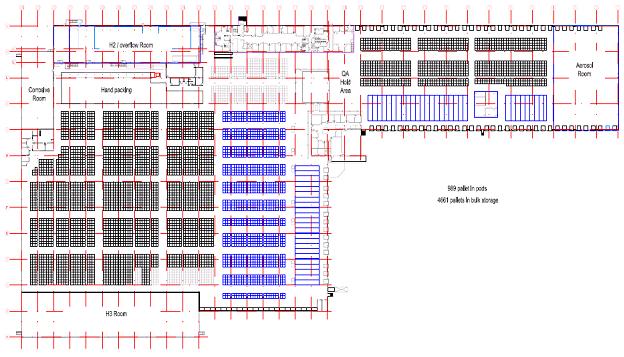 H2 / overflow Room
Corrosive
Room
Hand packing
QA
Hold
Area
Aerosol
Room
989 pallet in pods
4661 pallets in bulk storage
H3 Room